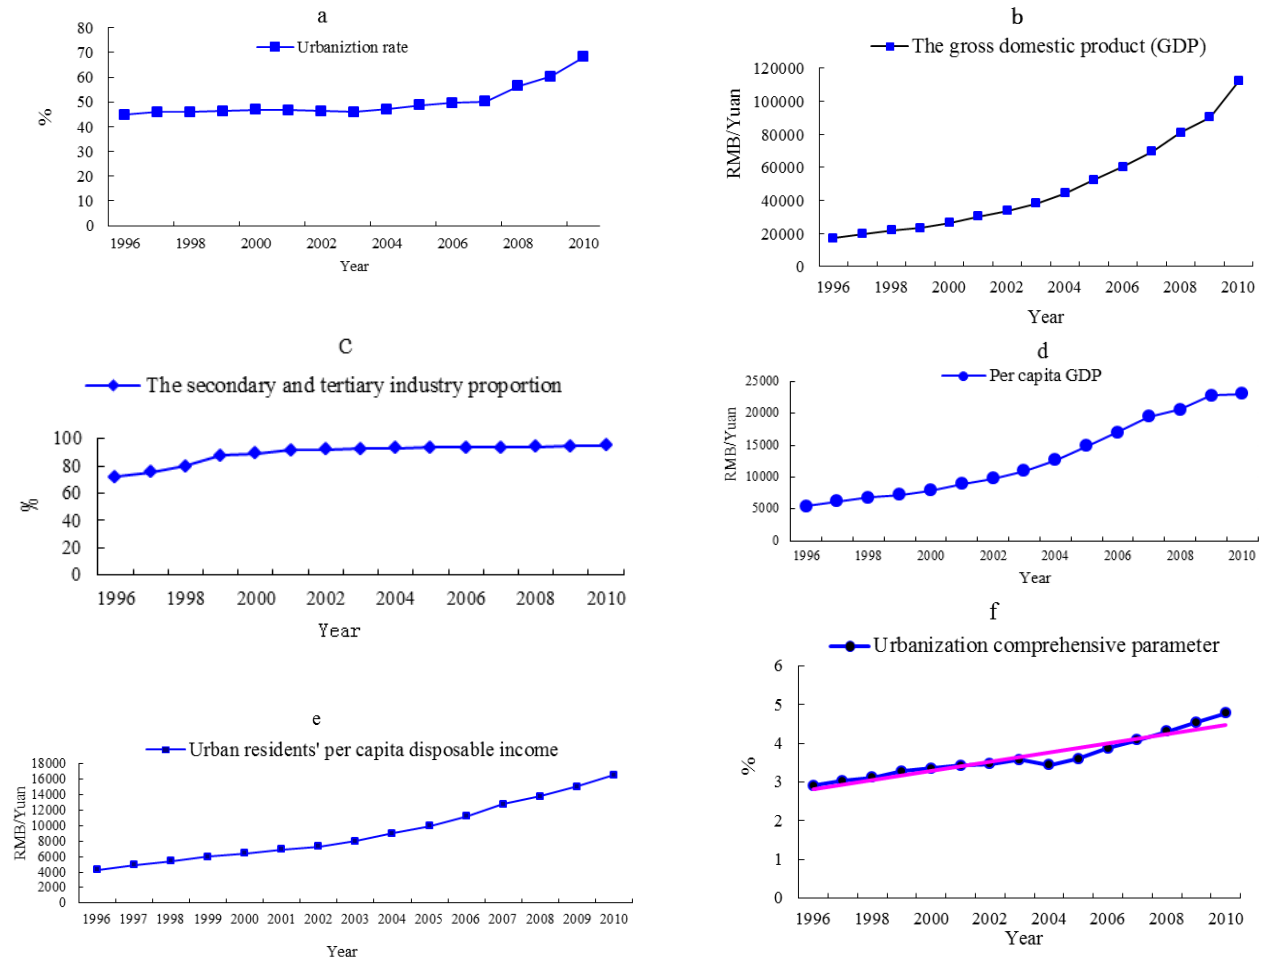 a
Urbaniztion rate
80
70
60
50
40
30
20
10
0
%
1996 1998 2000 2002 2004 2006 2008 2010
Year
b
The gross domestic product (GDP)
120000
100000
80000
60000
40000
20000
0
RMB/Yuan
1996 1998 2000 2002 2004 2006 2008 2010
Year
C
The secondary and tertiary industry proportion
100
80
60
40
20
0
%
1996 1998 2000 2002 2004 2006 2008 2010
Year
d
Per capita GDP
25000
20000
15000
10000
5000
0
RMB/Yuan
1996 1998 2000 2002 2004 2006 2008 2010
Year
e
Urban residents' per capita disposable income
18000
16000
14000
12000
10000
8000
6000
4000
2000
0
RMB/Yuan
1996 1997 1998 1999 2000 2001 2002 2003 2004 2005 2006 2007 2008 2009 2010
Year
f
Urbanization comprehensive parameter
6
5
4
3
2
1
0
%
1996 1998 2000 2002 2004 2006 2008 2010
Year